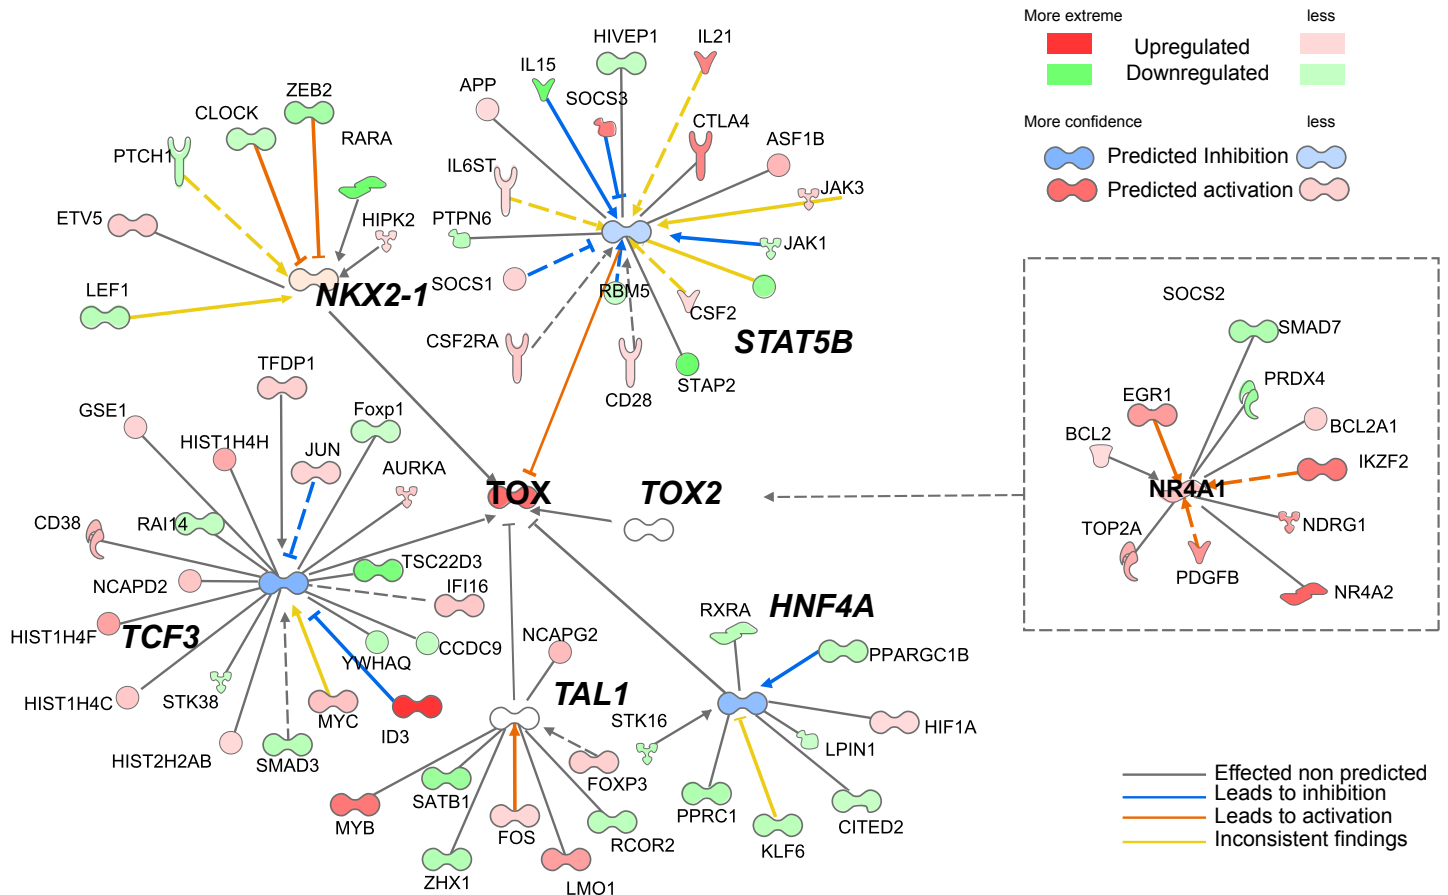 More extreme
less
Upregulated
Downregulated
More confidence
less
Predicted Inhibition
Predicted activation
HIVEP1
IL21
IL15
APP
SOCS3
CTLA4
ASF1B
IL6ST
JAK3
PTPN6
JAK1
SOCS1
RBM5
CSF2
CSF2RA
CD28
STAP2
STAT5B
ZEB2
CLOCK
RARA
PTCH1
ETV5
HIPK2
LEF1
NKX2-1
SOCS2
SMAD7
PRDX4
EGR1
BCL2A1
BCL2
IKZF2
NR4A1
TOP2A
NDRG1
PDGFB
NR4A2
TFDP1
GSE1
Foxp1
HIST1H4H
JUN
AURKA
CD38
RAI14
TSC22D3
NCAPD2
IFI16
HIST1H4F
TCF3
YWHAQ
CCDC9
HIST1H4C
STK38
MYC
ID3
HIST2H2AB
SMAD3
TOX
TOX2
HNF4A
RXRA
PPARGC1B
STK16
HIF1A
LPIN1
PPRC1
CITED2
KLF6
NCAPG2
TAL1
FOXP3
SATB1
MYB
FOS
RCOR2
ZHX1
LMO1
Effected non predicted
Leads to inhibition
Leads to activation
Inconsistent findings